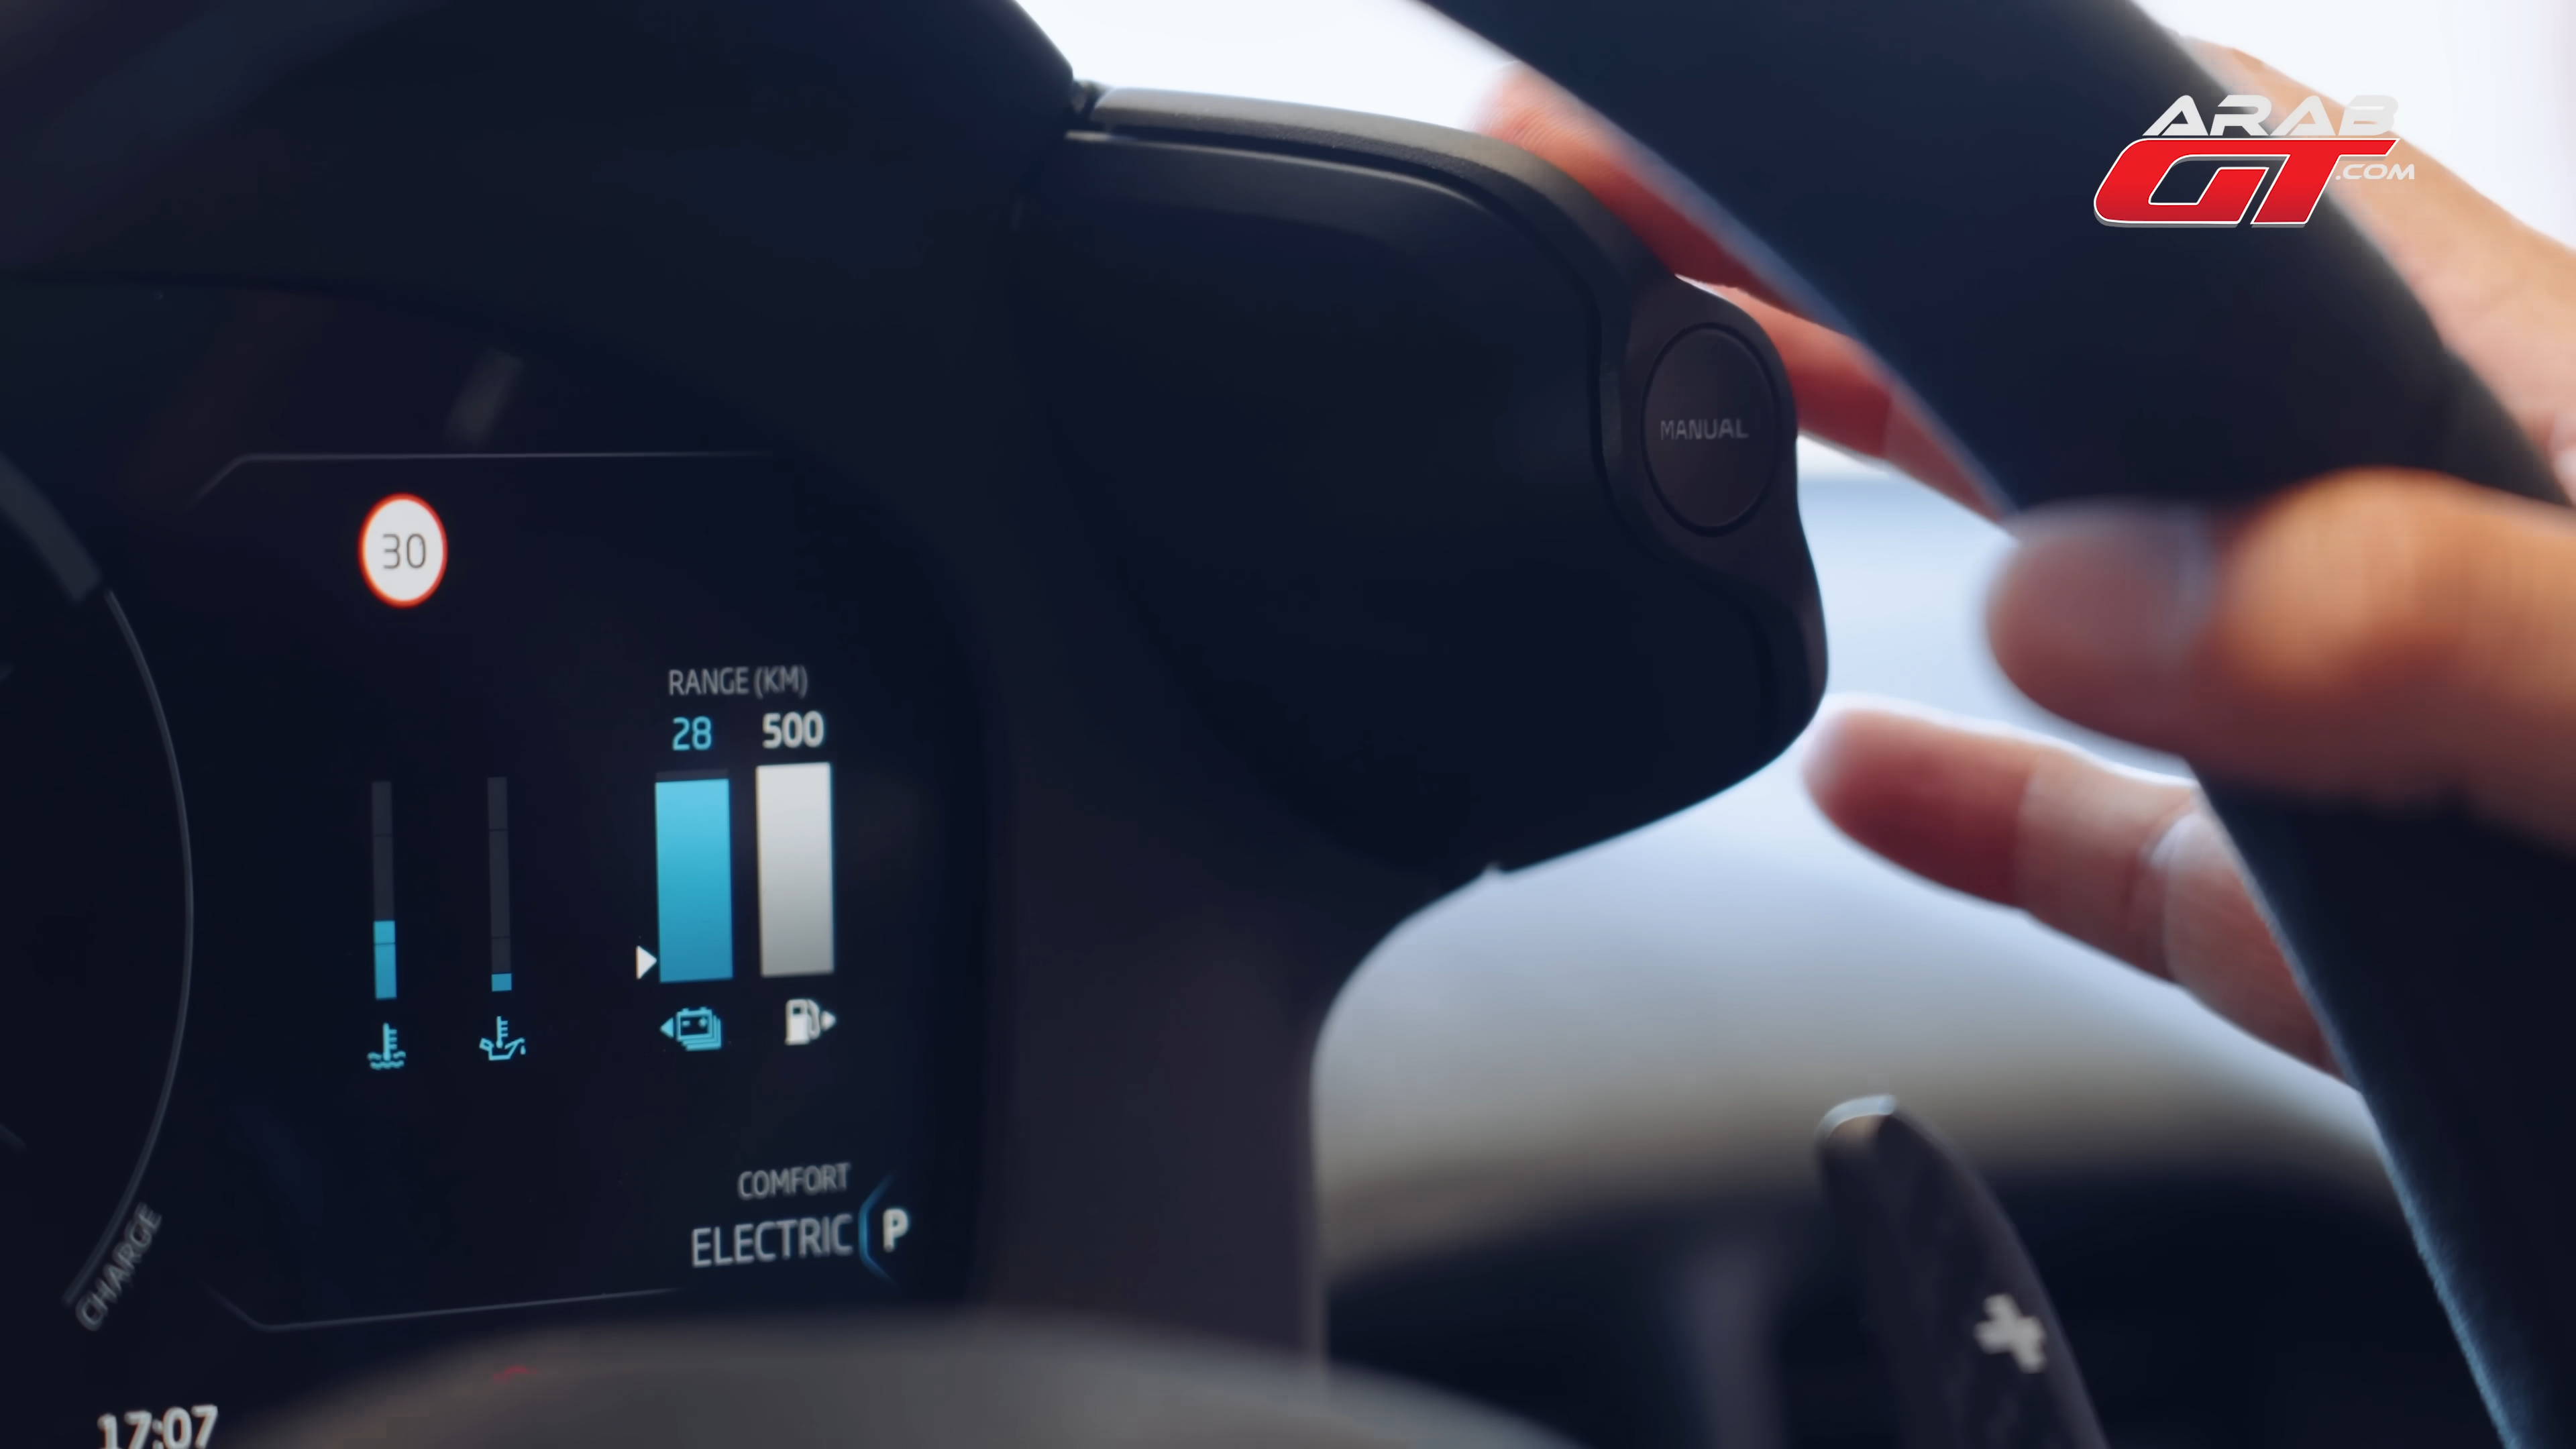 ARAB
GT.COM
MANUAL
30
RANGE (KM)
28 500
COMFORT
ELECTRIC P
CHARGE
17:07